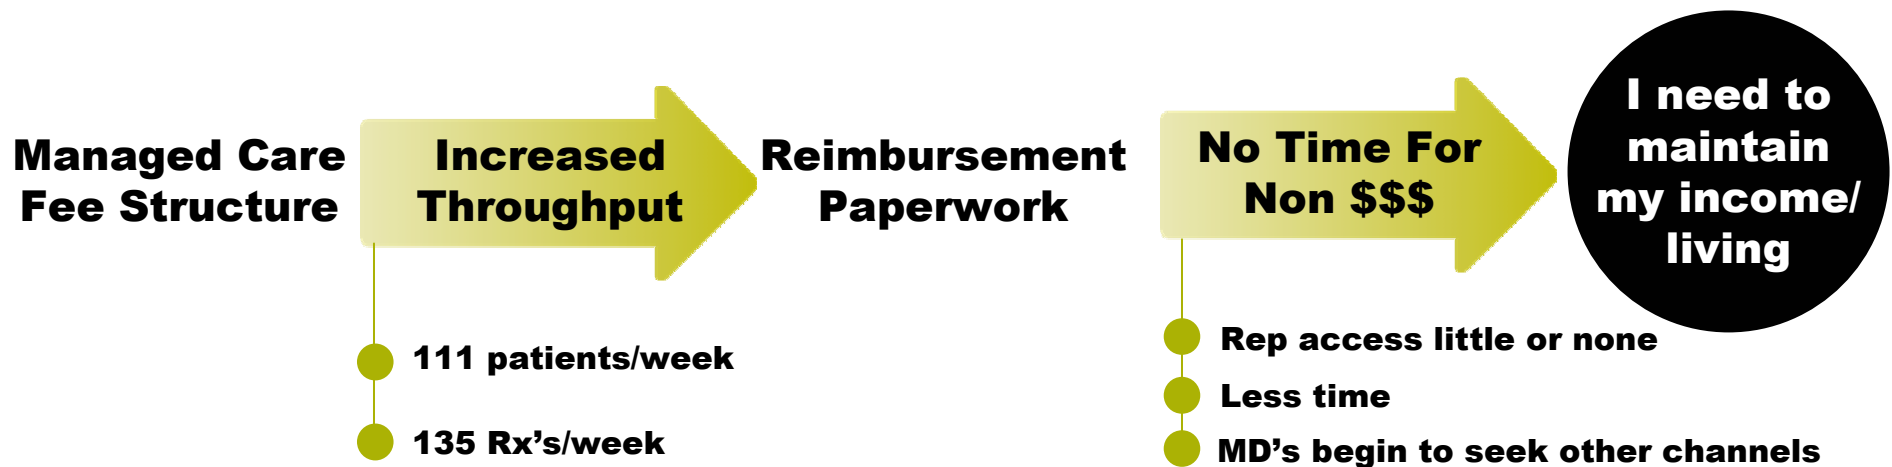 Managed Care
Fee Structure
Increased
Throughput
Reimbursement
Paperwork
No Time For
Non $$$
I need to
maintain
my income/
living
111 patients/week
135 Rx’s/week
Rep access little or none
Less time
MD’s begin to seek other channels